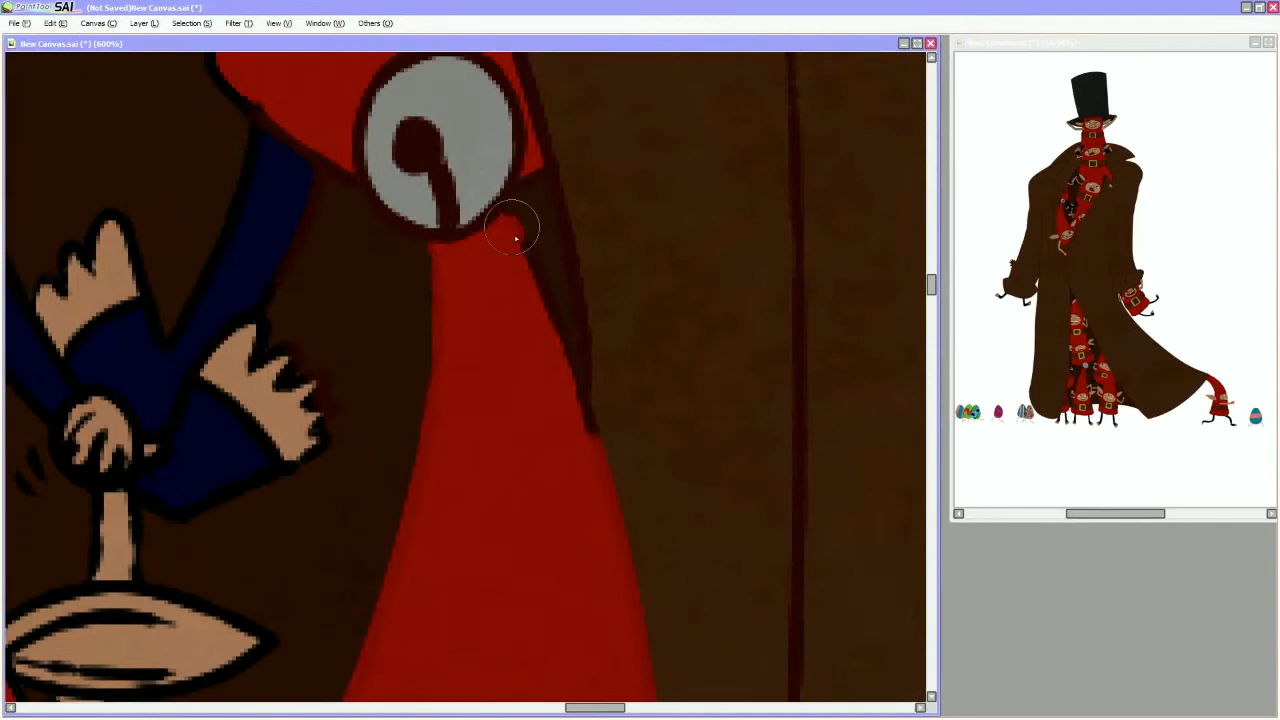 PaintTool SAI (Not Saved)New Canvas.sai (*)
File (F) Edit (E) Canvas (C) Layer (L) Selection (S) Filter (T) View (V) Window (W) Others (O)
New Canvas.sai (*) (600%)